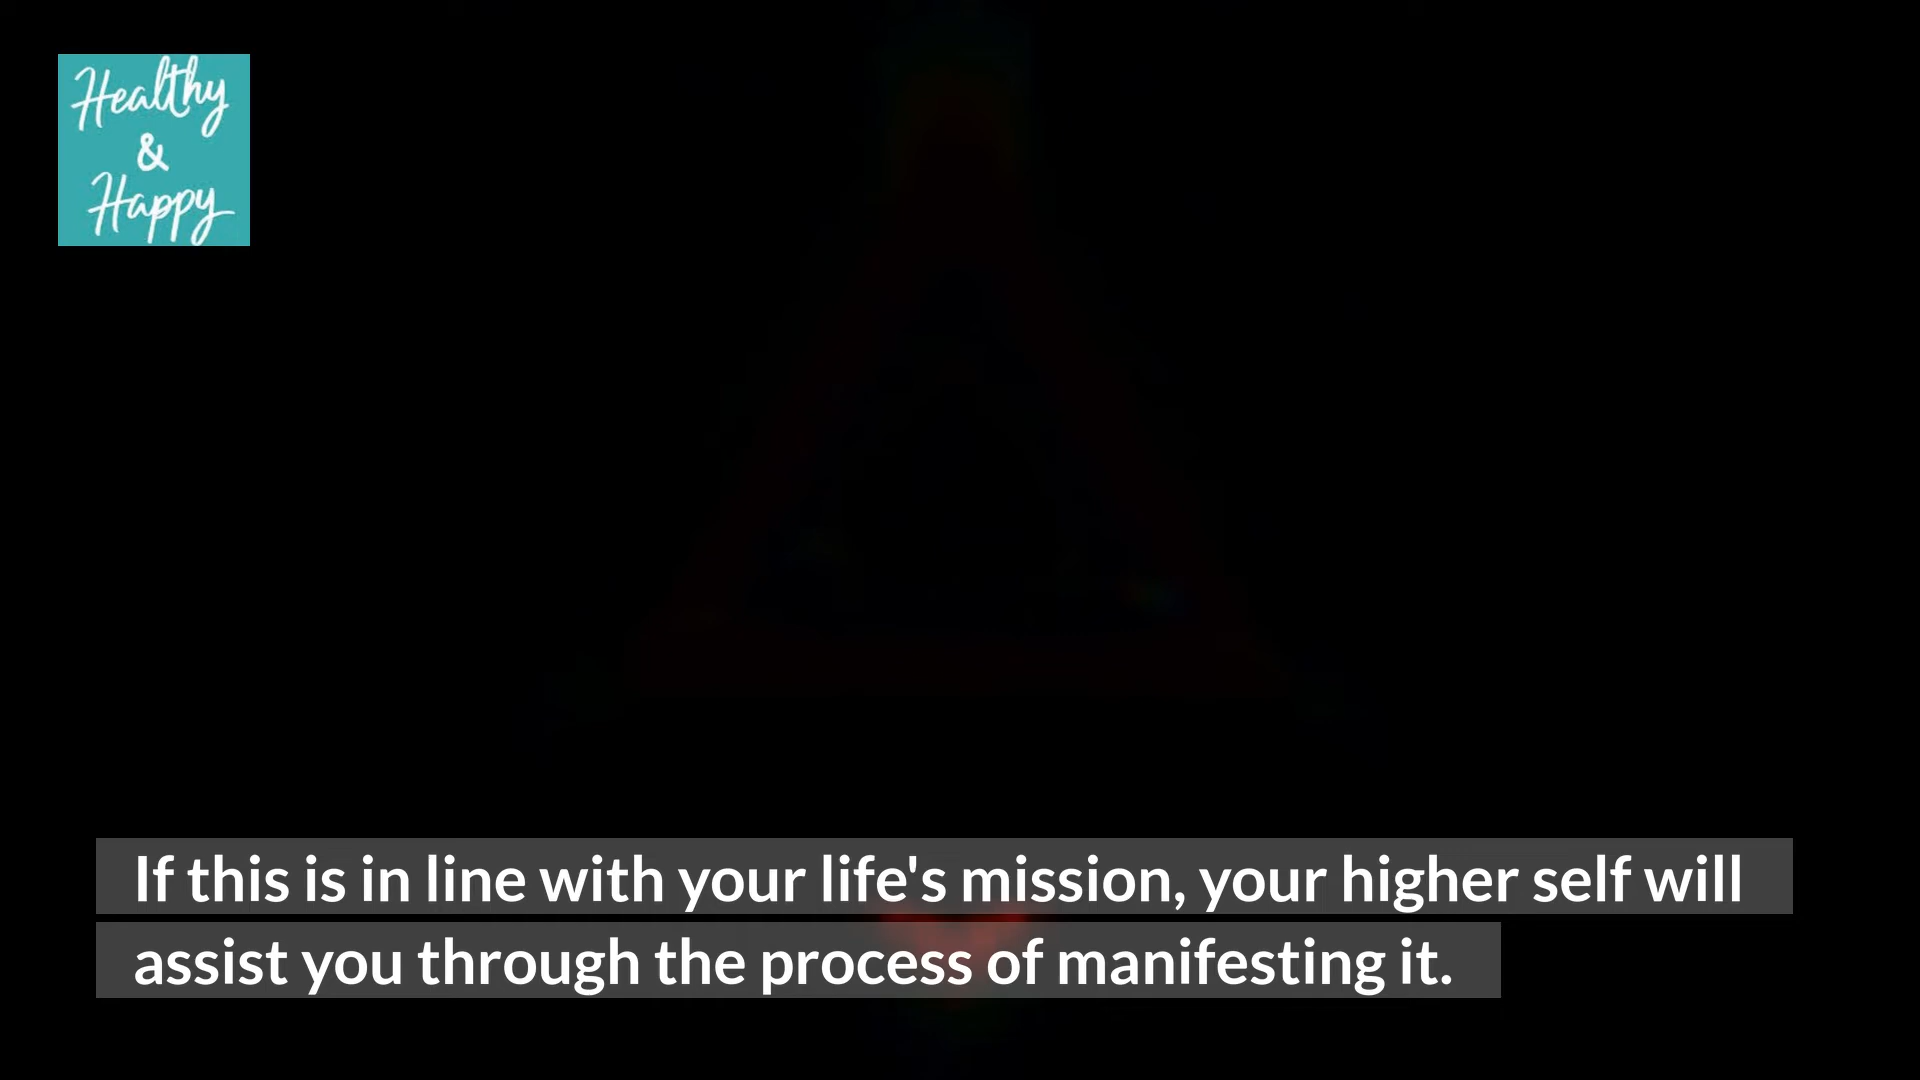 Healthy
&
Happy
If this is in line with your life's mission, your higher self will
assist you through the process of manifesting it.